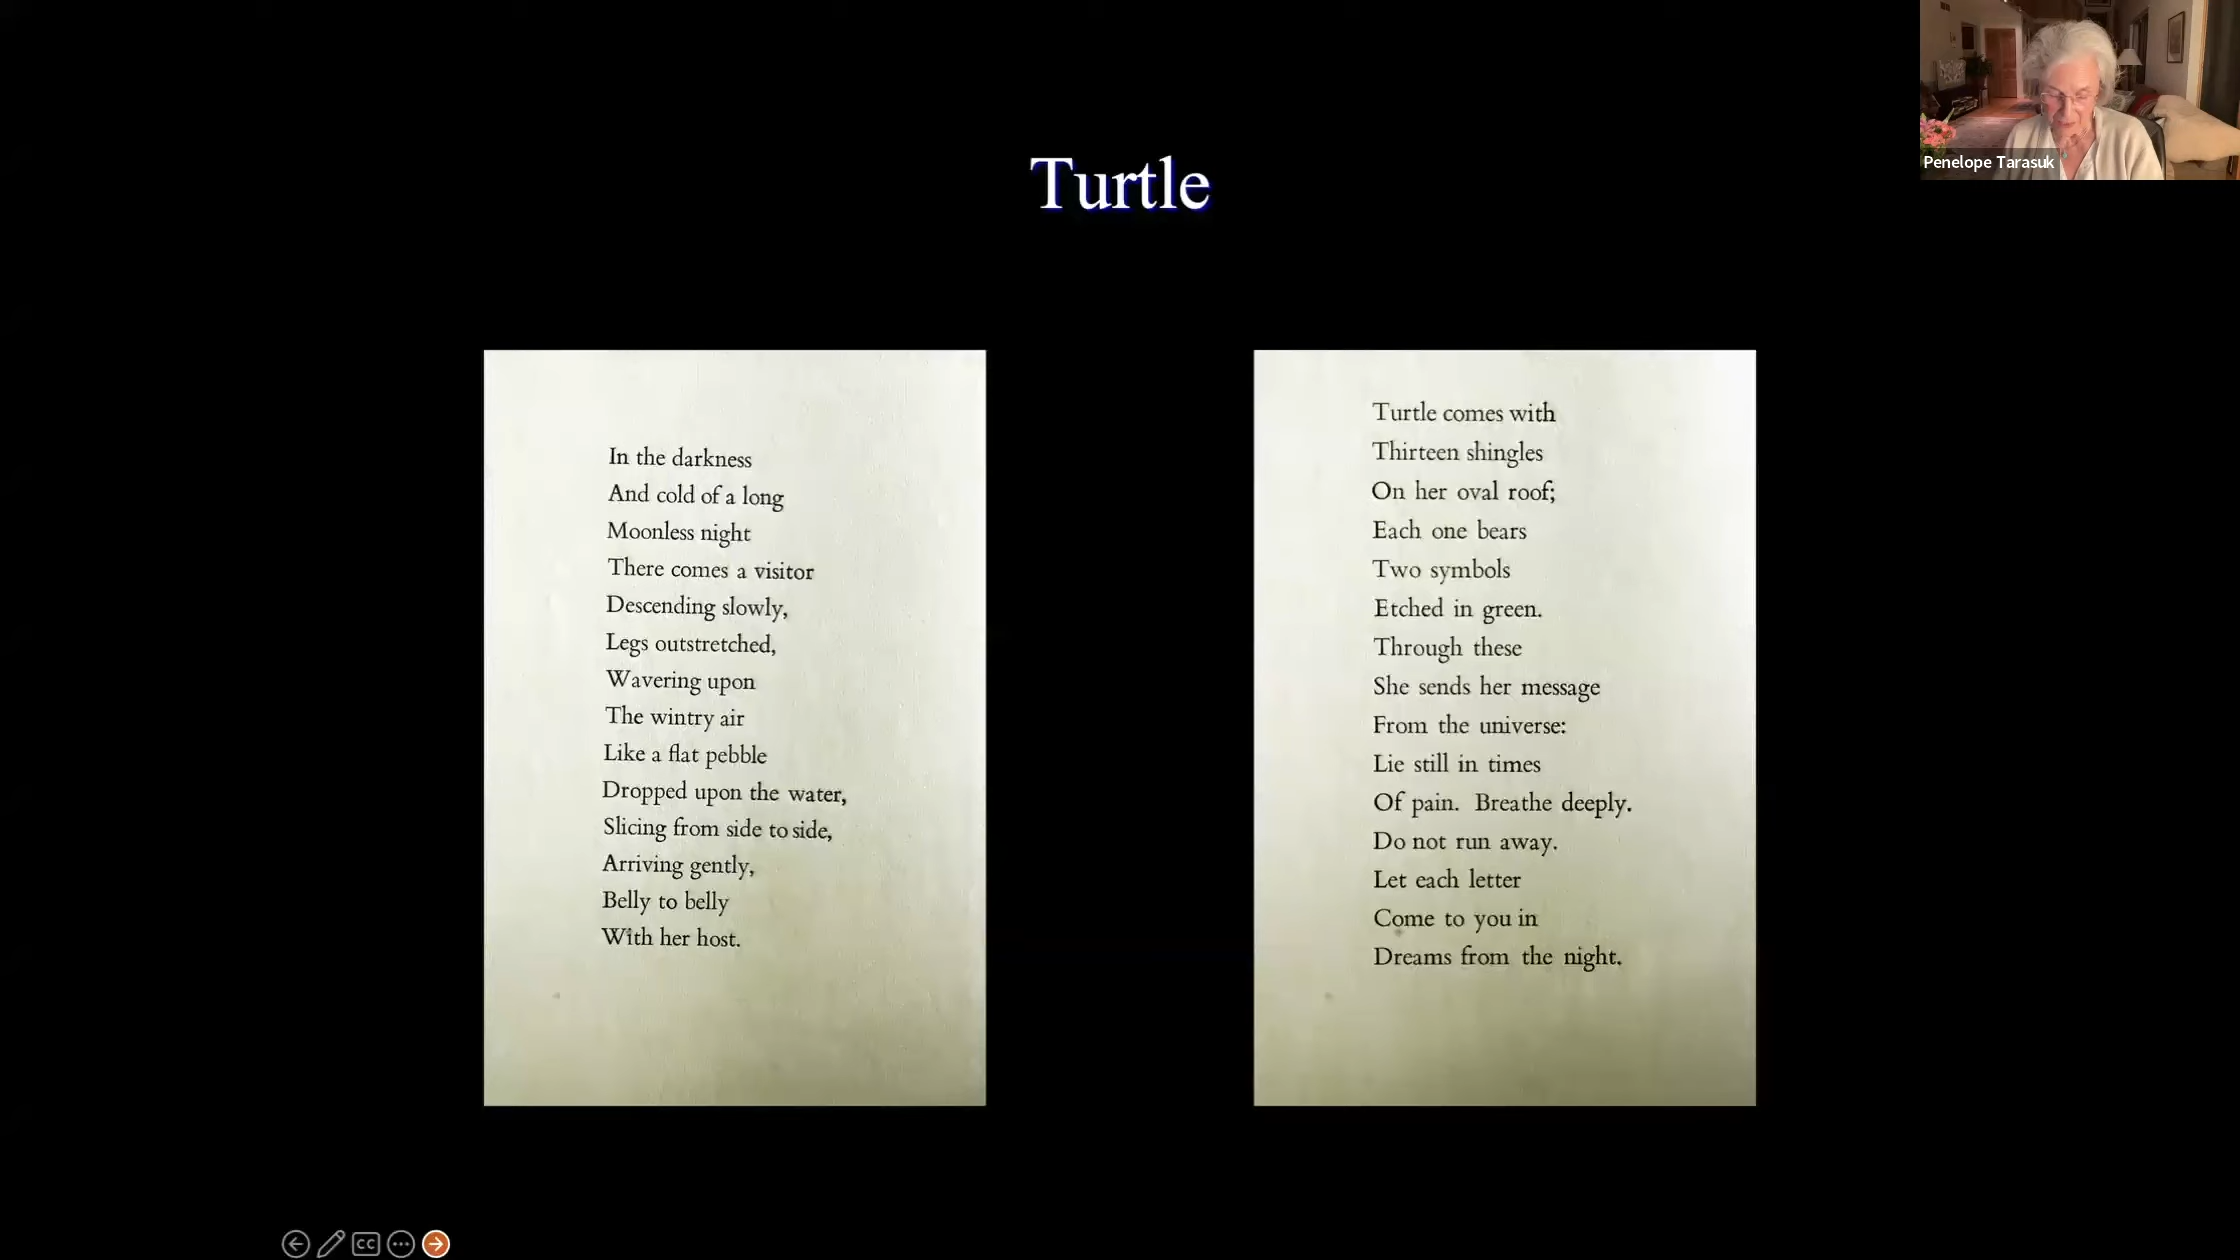 Penelope Tarasuk
Turtle
In the darkness
And cold of a long
Moonless night
There comes a visitor
Descending slowly,
Legs outstretched,
Wavering upon
The wintry air
Like a flat pebble
Dropped upon the water,
Slicing from side to side,
Arriving gently,
Belly to belly
With her host.
Turtle comes with
Thirteen shingles
On her oval roof;
Each one bears
Two symbols
Etched in green.
Through these
She sends her message
From the universe:
Lie still in times
Of pain. Breathe deeply.
Do not run away.
Let each letter
Come to you in
Dreams from the night.
CC